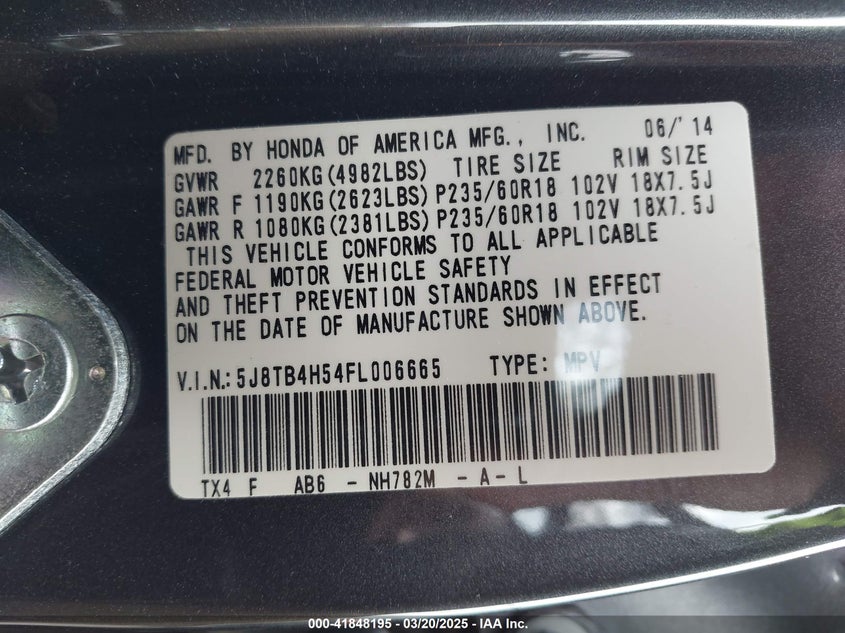 MFD. BY HONDA OF AMERICA MFG., INC. 06/'14
GVWR 2260KG(4982LBS) TIRE SIZE RIM SIZE
GAWR F 1190KG(2623LBS)P235/60R18 102V 18X7.5J
GAWR R 1080KG(2381LBS)P235/60R18 102V 18X7.5J
THIS VEHICLE CONFORMS TO ALL APPLICABLE
FEDERAL MOTOR VEHICLE SAFETY
AND THEFT PREVENTION STANDARDS IN EFFECT
ON THE DATE OF MANUFACTURE SHOWN ABOVE.
V.I.N.:5J8TB4H54FL006665 TYPE: MPV
TX4 F AB6 - NH782M - A - L
000-41848195 - 03/20/2025 - IAA Inc.